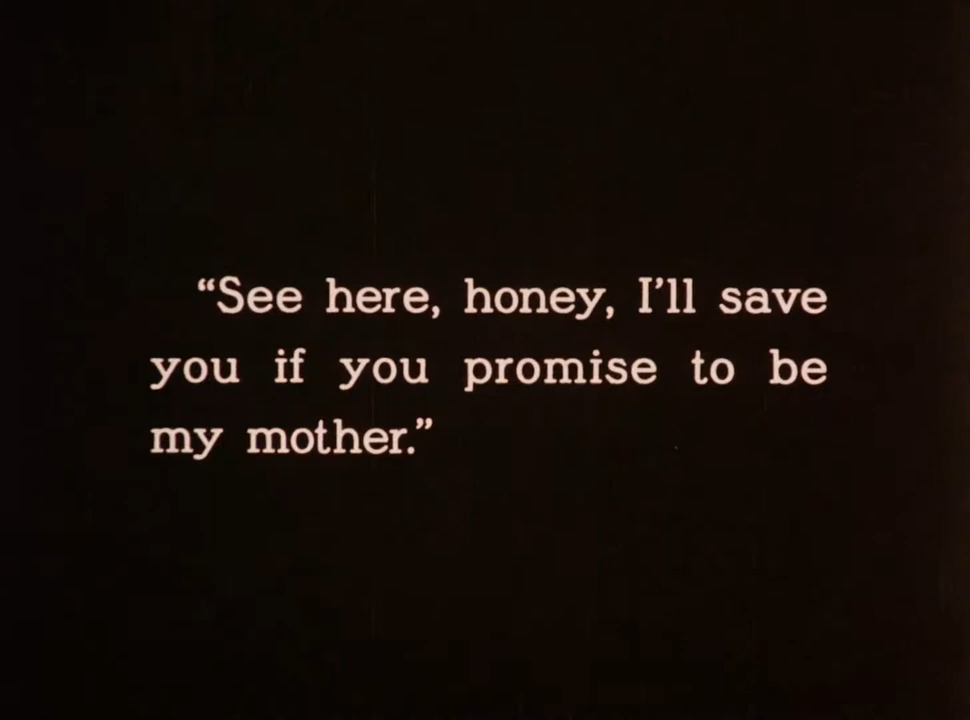 “See here, honey, I’ll save
you if you promise to be
my mother.”